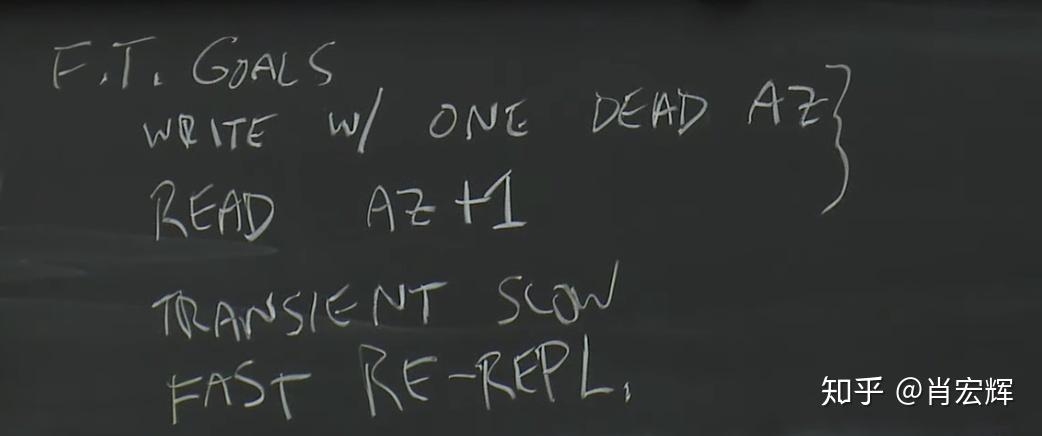 F.T. GOALS
WRITE W/ ONE DEAD AZ}
READ AZ+1
TRANSIENT SLOW
FAST RE-REPL.
知乎 @肖宏辉